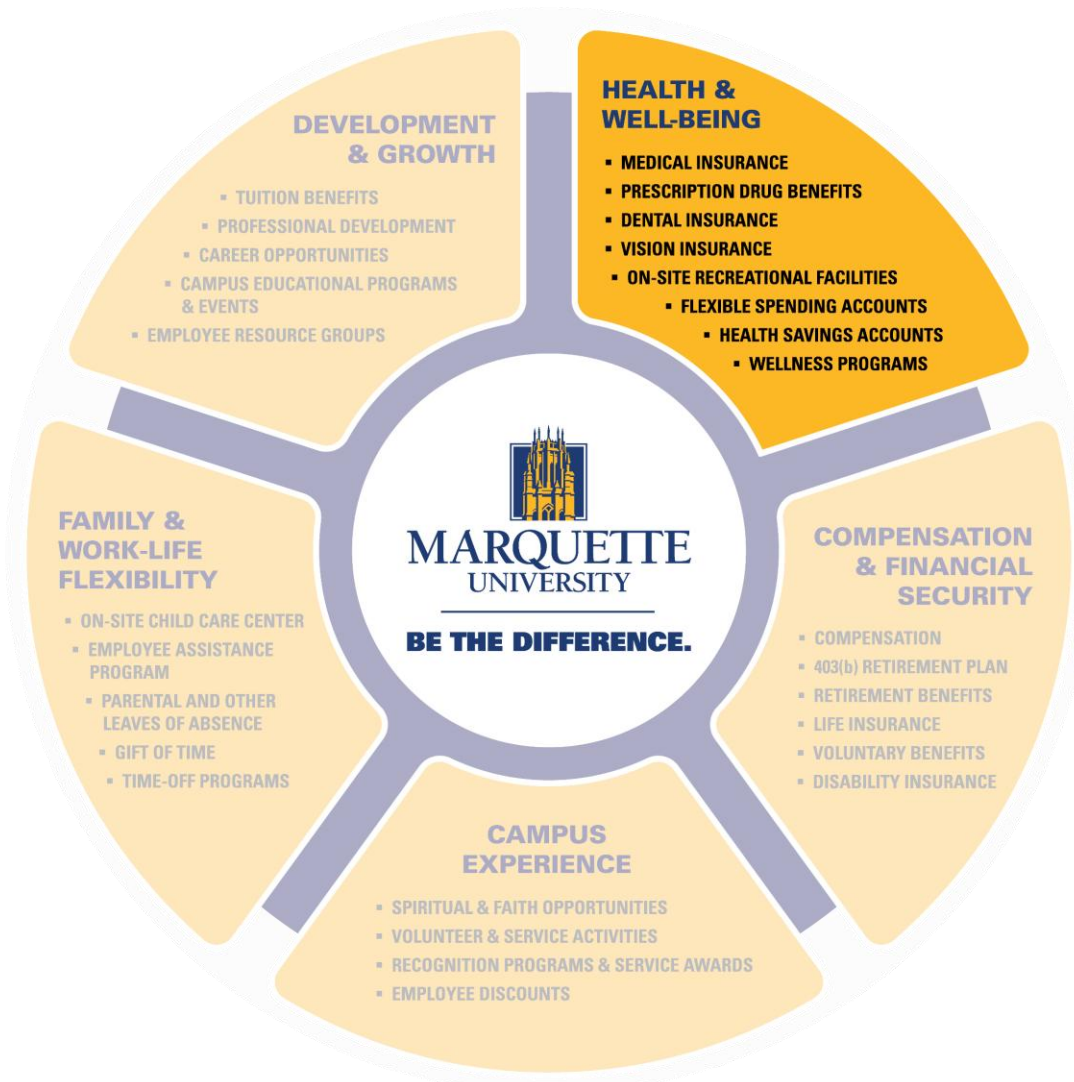 DEVELOPMENT
& GROWTH
▪ TUITION BENEFITS
▪ PROFESSIONAL DEVELOPMENT
▪ CAREER OPPORTUNITIES
▪ CAMPUS EDUCATIONAL PROGRAMS
& EVENTS
▪ EMPLOYEE RESOURCE GROUPS
HEALTH &
WELL-BEING
▪ MEDICAL INSURANCE
▪ PRESCRIPTION DRUG BENEFITS
▪ DENTAL INSURANCE
▪ VISION INSURANCE
▪ ON-SITE RECREATIONAL FACILITIES
▪ FLEXIBLE SPENDING ACCOUNTS
▪ HEALTH SAVINGS ACCOUNTS
▪ WELLNESS PROGRAMS
FAMILY &
WORK-LIFE
FLEXIBILITY
▪ ON-SITE CHILD CARE CENTER
▪ EMPLOYEE ASSISTANCE
PROGRAM
▪ PARENTAL AND OTHER
LEAVES OF ABSENCE
▪ GIFT OF TIME
▪ TIME-OFF PROGRAMS
MARQUETTE
UNIVERSITY
BE THE DIFFERENCE.
COMPENSATION
& FINANCIAL
SECURITY
▪ COMPENSATION
▪ 403(b) RETIREMENT PLAN
▪ RETIREMENT BENEFITS
▪ LIFE INSURANCE
▪ VOLUNTARY BENEFITS
▪ DISABILITY INSURANCE
CAMPUS
EXPERIENCE
▪ SPIRITUAL & FAITH OPPORTUNITIES
▪ VOLUNTEER & SERVICE ACTIVITIES
▪ RECOGNITION PROGRAMS & SERVICE AWARDS
▪ EMPLOYEE DISCOUNTS